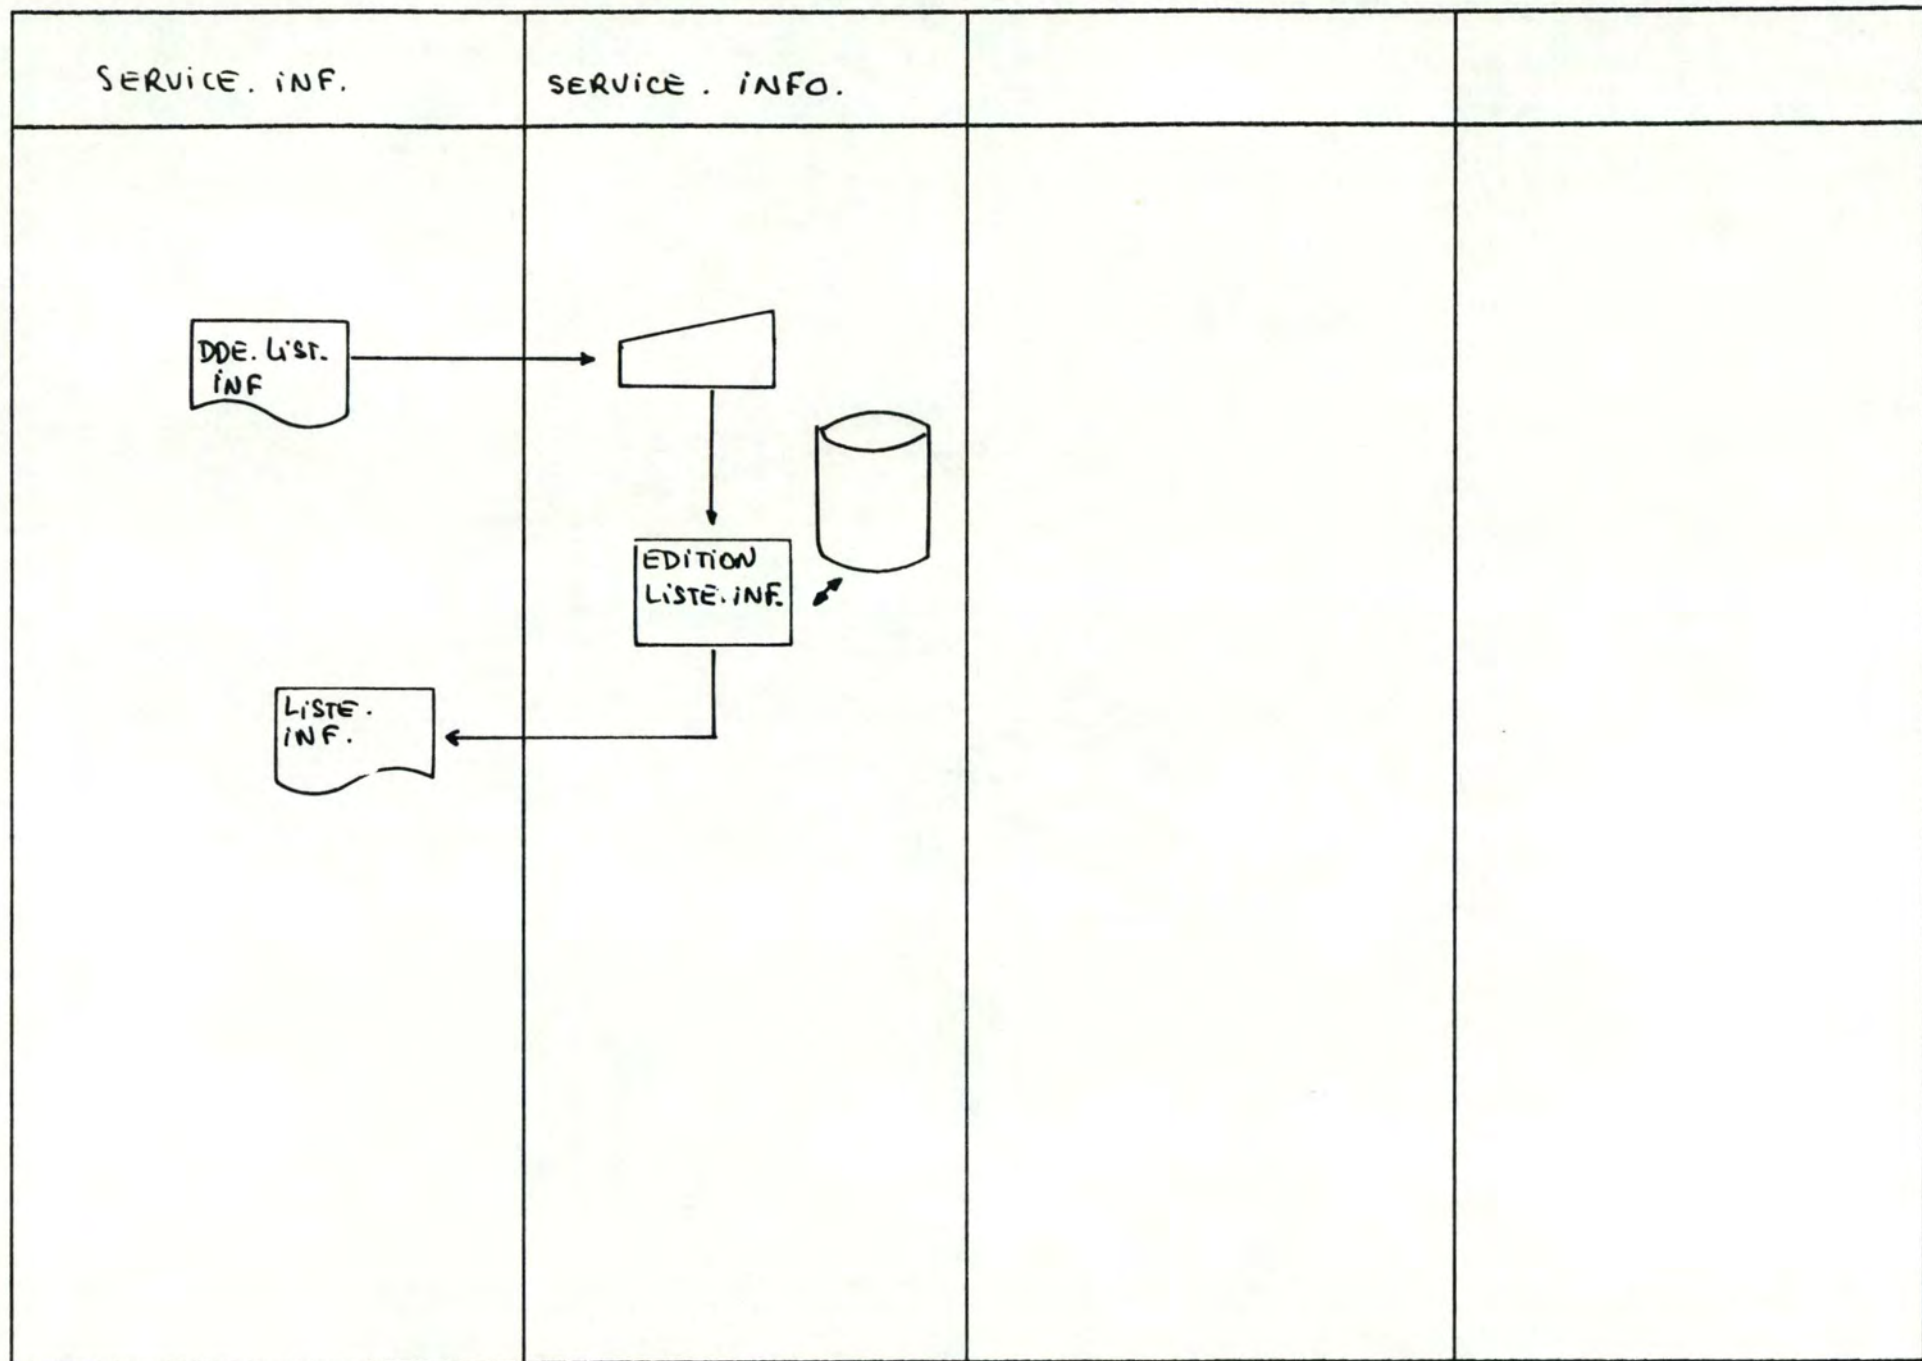 SERVICE. INF.
SERVICE. INFO.
DDE. LIST.
INF
EDITION
LISTE. INF.
LISTE.
INF.